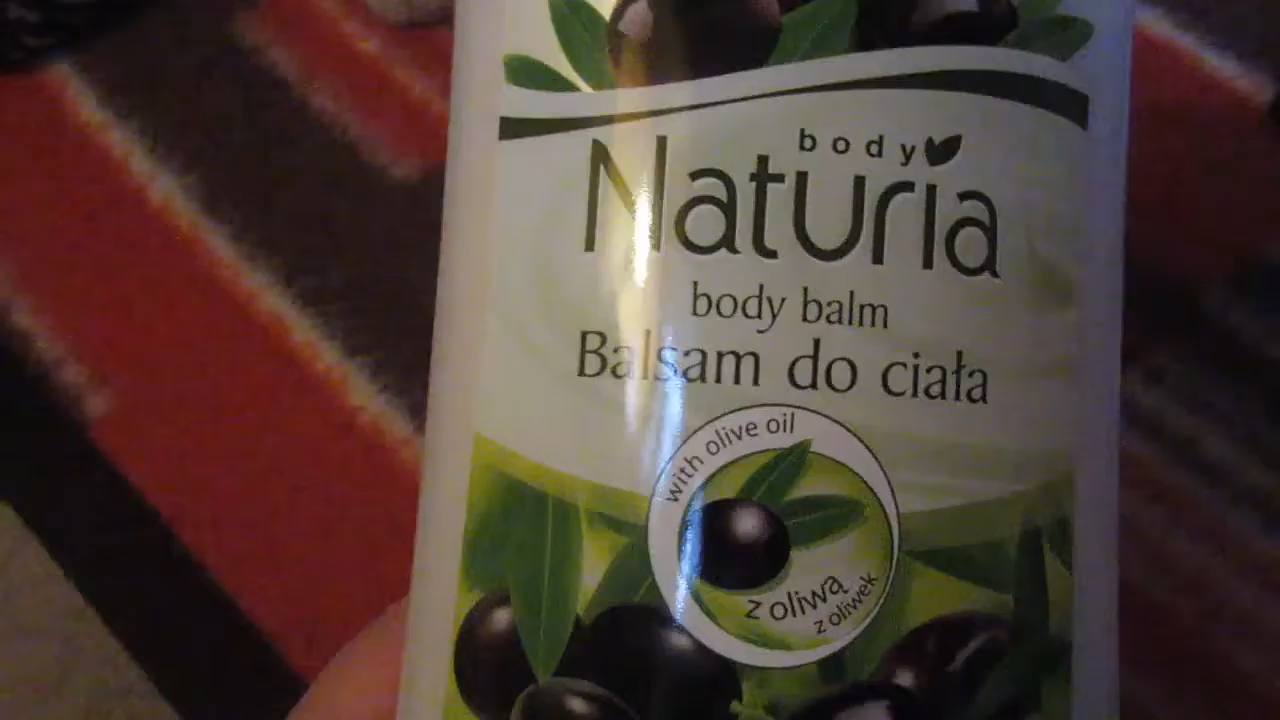 body
Naturia
body balm
Balsam do ciała
with olive oil
z oliwą
z oliwek